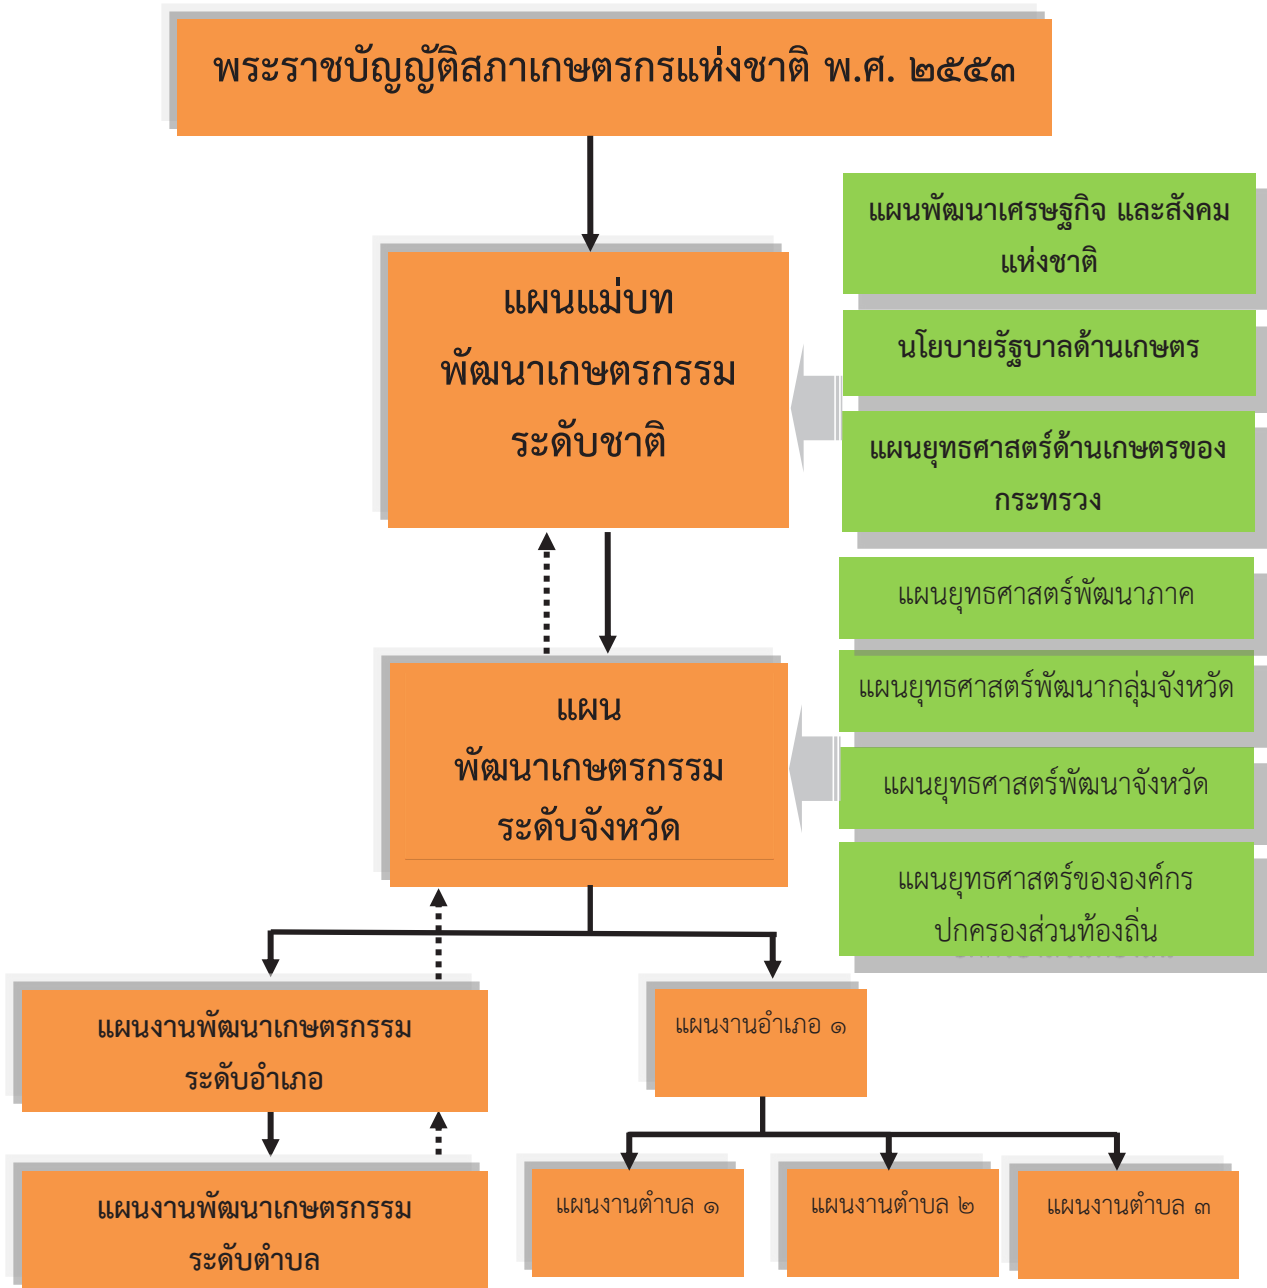 พระราชบัญญัติสภาเกษตรกรแห่งชาติ พ.ศ. ๒๕๕๓
แผนพัฒนาเศรษฐกิจ และสังคม
แห่งชาติ
นโยบายรัฐบาลด้านเกษตร
แผนยุทธศาสตร์ด้านเกษตรของ
กระทรวง
แผนแม่บท
พัฒนาเกษตรกรรม
ระดับชาติ
แผนยุทธศาสตร์พัฒนาภาค
แผนยุทธศาสตร์พัฒนากลุ่มจังหวัด
แผนยุทธศาสตร์พัฒนาจังหวัด
แผนยุทธศาสตร์ขององค์กร
ปกครองส่วนท้องถิ่น
แผน
พัฒนาเกษตรกรรม
ระดับจังหวัด
แผนงานพัฒนาเกษตรกรรม
ระดับอำเภอ
แผนงานอำเภอ ๑
แผนงานพัฒนาเกษตรกรรม
ระดับตำบล
แผนงานตำบล ๑
แผนงานตำบล ๒
แผนงานตำบล ๓